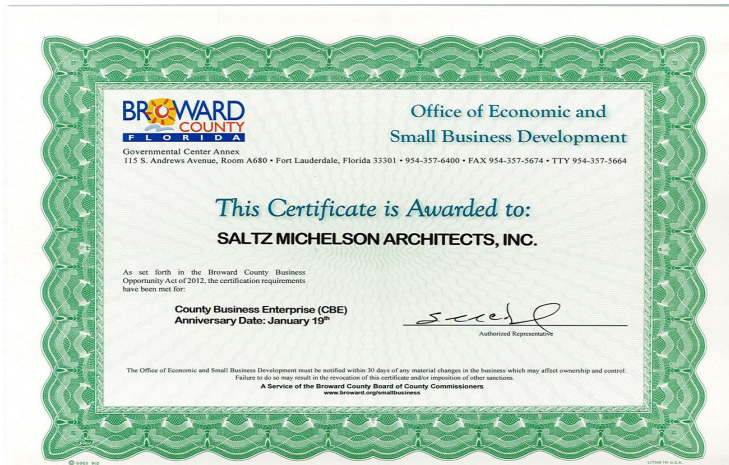 BROWARD
COUNTY
FLORIDA
Office of Economic and
Small Business Development
Governmental Center Annex
115 S. Andrews Avenue, Room A680 • Fort Lauderdale, Florida 33301 • 954-357-6400 • FAX 954-357-5674 • TTY 954-357-5664
This Certificate is Awarded to:
SALTZ MICHELSON ARCHITECTS, INC.
As set forth in the Broward County Business
Opportunity Act of 2012, the certification requirements
have been met for:
County Business Enterprise (CBE)
Anniversary Date: January 19th
Authorized Representative
The Office of Economic and Small Business Development must be notified within 30 days of any material changes in the business which may affect ownership and control.
Failure to do so may result in the revocation of this certificate and/or imposition of other sanctions.
A Service of the Broward County Board of County Commissioners
www.broward.org/smallbusiness
LITHO IN U.S.A.